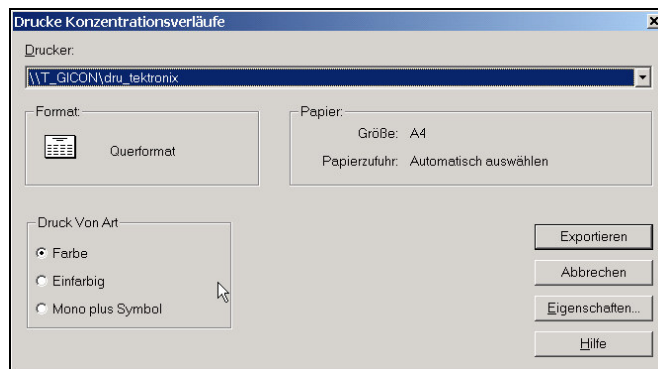 Drucke Konzentrationsverläufe
Drucker:
\\T_GICON\dru_tektronix
Format:
Querformat
Papier:
Größe: A4
Papierzufuhr: Automatisch auswählen
Druck Von Art
Farbe
Einfarbig
Mono plus Symbol
Exportieren
Abbrechen
Eigenschaften...
Hilfe